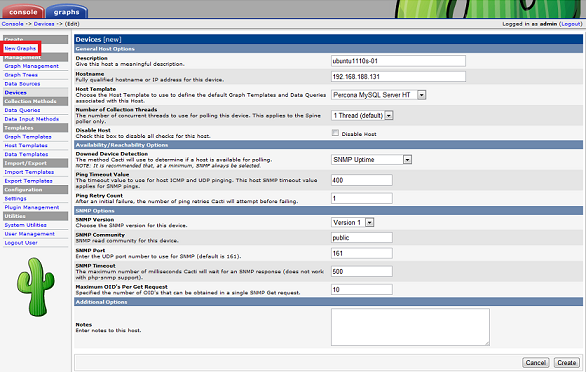 console graphs
Console -> Devices -> (Edit) Logged in as admin (Logout)
Create
New Graphs
Management
Graph Management
Graph Trees
Data Sources
Devices
Collection Methods
Data Queries
Data Input Methods
Templates
Graph Templates
Host Templates
Data Templates
Import/Export
Import Templates
Export Templates
Configuration
Settings
Plugin Management
Utilities
System Utilities
User Management
Logout User
Devices [new]
General Host Options
Description ubuntu1110s-01
Give this host a meaningful description.
Hostname 192.168.188.131
Fully qualified hostname or IP address for this device.
Host Template Percona MySQL Server HT
Choose the Host Template to use to define the default Graph Templates and Data Queries
associated with this Host.
Number of Collection Threads 1 Thread (default)
The number of concurrent threads to use for polling this device. This applies to the Spine
poller only.
Disable Host Disable Host
Check this box to disable all checks for this host.
Availability/Reachability Options
Downed Device Detection SNMP Uptime
The method Cacti will use to determine if a host is available for polling.
NOTE: It is recommended that, at a minimum, SNMP always be selected.
Ping Timeout Value 400
The timeout value to use for host ICMP and UDP pinging. This host SNMP timeout value
applies for SNMP pings.
Ping Retry Count 1
After an initial failure, the number of ping retries Cacti will attempt before failing.
SNMP Options
SNMP Version Version 1
Choose the SNMP version for this device.
SNMP Community public
SNMP read community for this device.
SNMP Port 161
Enter the UDP port number to use for SNMP (default is 161).
SNMP Timeout 500
The maximum number of milliseconds Cacti will wait for an SNMP response (does not work
with php-snmp support).
Maximum OID's Per Get Request 10
Specified the number of OID's that can be obtained in a single SNMP Get request.
Additional Options
Notes
Enter notes to this host.
Cancel Create